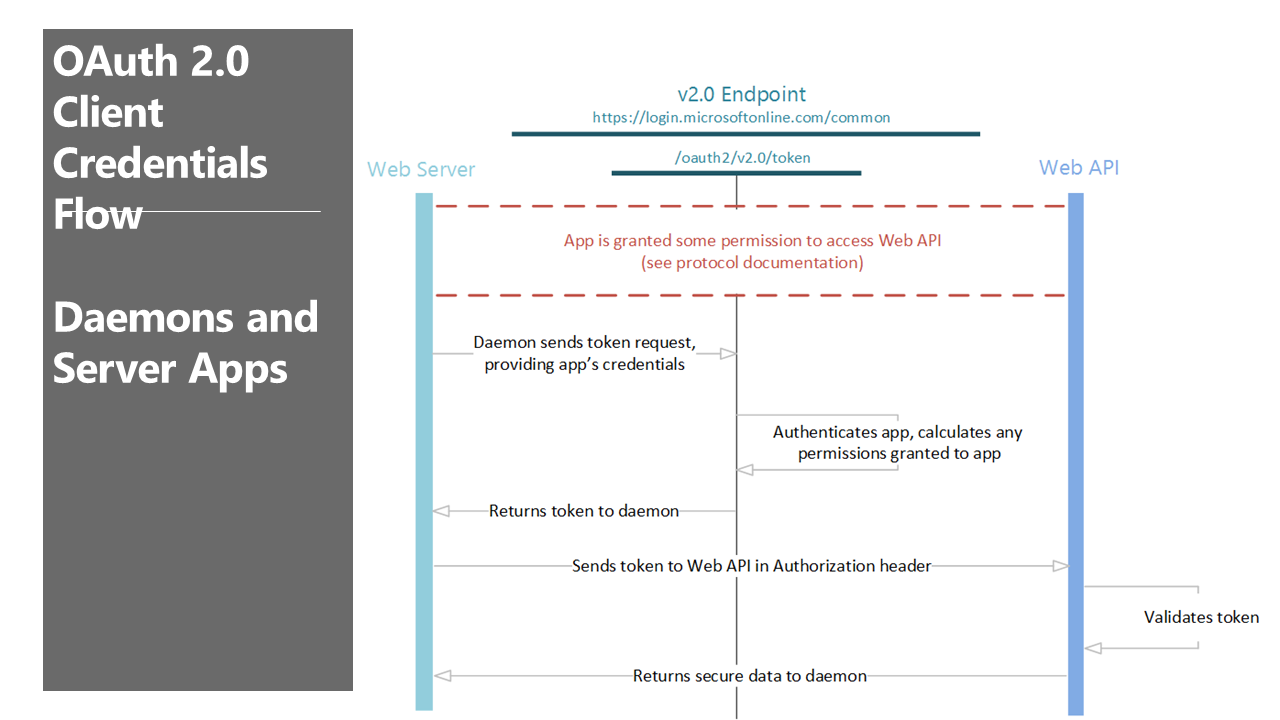 OAuth 2.0
Client
Credentials
Flow
Daemons and
Server Apps
v2.0 Endpoint
https://login.microsoftonline.com/common
/oauth2/v2.0/token
Web Server
Web API
App is granted some permission to access Web API
(see protocol documentation)
Daemon sends token request,
providing app’s credentials
Authenticates app, calculates any
permissions granted to app
Returns token to daemon
Sends token to Web API in Authorization header
Validates token
Returns secure data to daemon